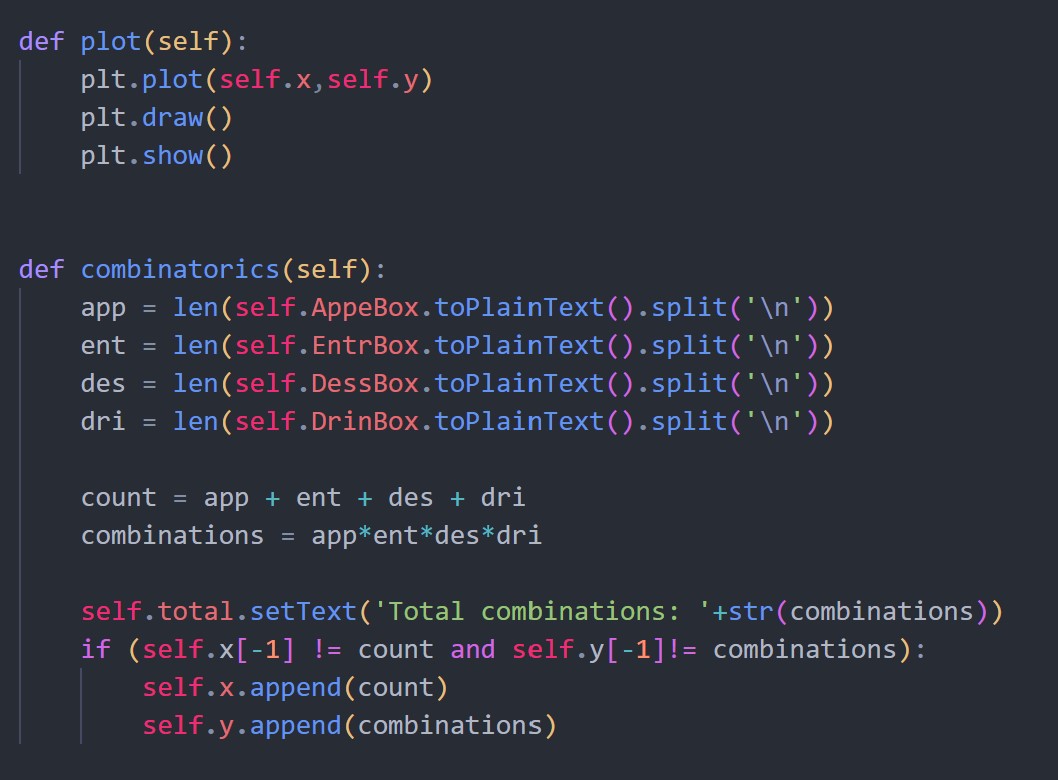 def plot(self):
    plt.plot(self.x,self.y)
    plt.draw()
    plt.show()
def combinatorics(self):
    app = len(self.AppeBox.toPlainText().split('\n'))
    ent = len(self.EntrBox.toPlainText().split('\n'))
    des = len(self.DessBox.toPlainText().split('\n'))
    dri = len(self.DrinBox.toPlainText().split('\n'))
    count = app + ent + des + dri
    combinations = app*ent*des*dri
    self.total.setText('Total combinations: '+str(combinations))
    if (self.x[-1] != count and self.y[-1]!= combinations):
        self.x.append(count)
        self.y.append(combinations)